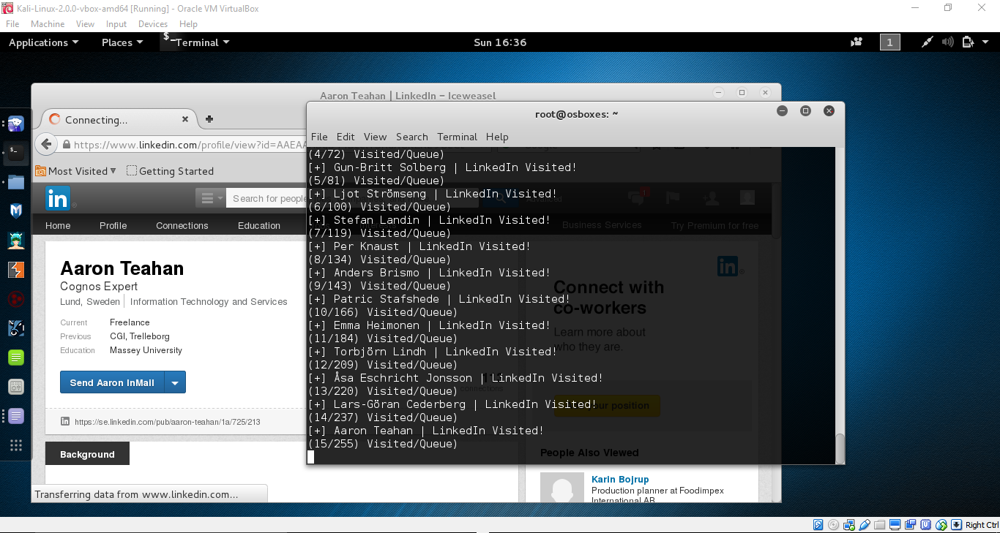 Kali-Linux-2.0.0-vbox-amd64 [Running] - Oracle VM VirtualBox
File Machine View Input Devices Help
Applications Places Terminal Sun 16:36 1
Aaron Teahan | LinkedIn - Iceweasel
Connecting...
https://www.linkedin.com/profile/view?id=AAEAA
Most Visited Getting Started
in Search for people
Home Profile Connections Education
Business Services Try Premium for free
Aaron Teahan
Cognos Expert
Lund, Sweden Information Technology and Services
Current Freelance
Previous CGI, Trelleborg
Education Massey University
Send Aaron InMail
https://se.linkedin.com/pub/aaron-teahan/1a/725/213
Background
Transferring data from www.linkedin.com...
root@osboxes: ~
File Edit View Search Terminal Help
(4/72) Visited/Queue)
[+] Gun-Britt Solberg | LinkedIn Visited!
(5/81) Visited/Queue)
[+] Ljot Strömseng | LinkedIn Visited!
(6/100) Visited/Queue)
[+] Stefan Landin | LinkedIn Visited!
(7/119) Visited/Queue)
[+] Per Knaust | LinkedIn Visited!
(8/134) Visited/Queue)
[+] Anders Brismo | LinkedIn Visited!
(9/143) Visited/Queue)
[+] Patric Stafshede | LinkedIn Visited!
(10/166) Visited/Queue)
[+] Emma Heimonen | LinkedIn Visited!
(11/184) Visited/Queue)
[+] Torbjörn Lindh | LinkedIn Visited!
(12/209) Visited/Queue)
[+] Åsa Eschricht Jonsson | LinkedIn Visited!
(13/220) Visited/Queue)
[+] Lars-Göran Cederberg | LinkedIn Visited!
(14/237) Visited/Queue)
[+] Aaron Teahan | LinkedIn Visited!
(15/255) Visited/Queue)
in
Connect with
co-workers
Learn more about
who they are.
connections
your position
People Also Viewed
Karin Bojrup
Production planner at Foodimpex
International AB
Right Ctrl